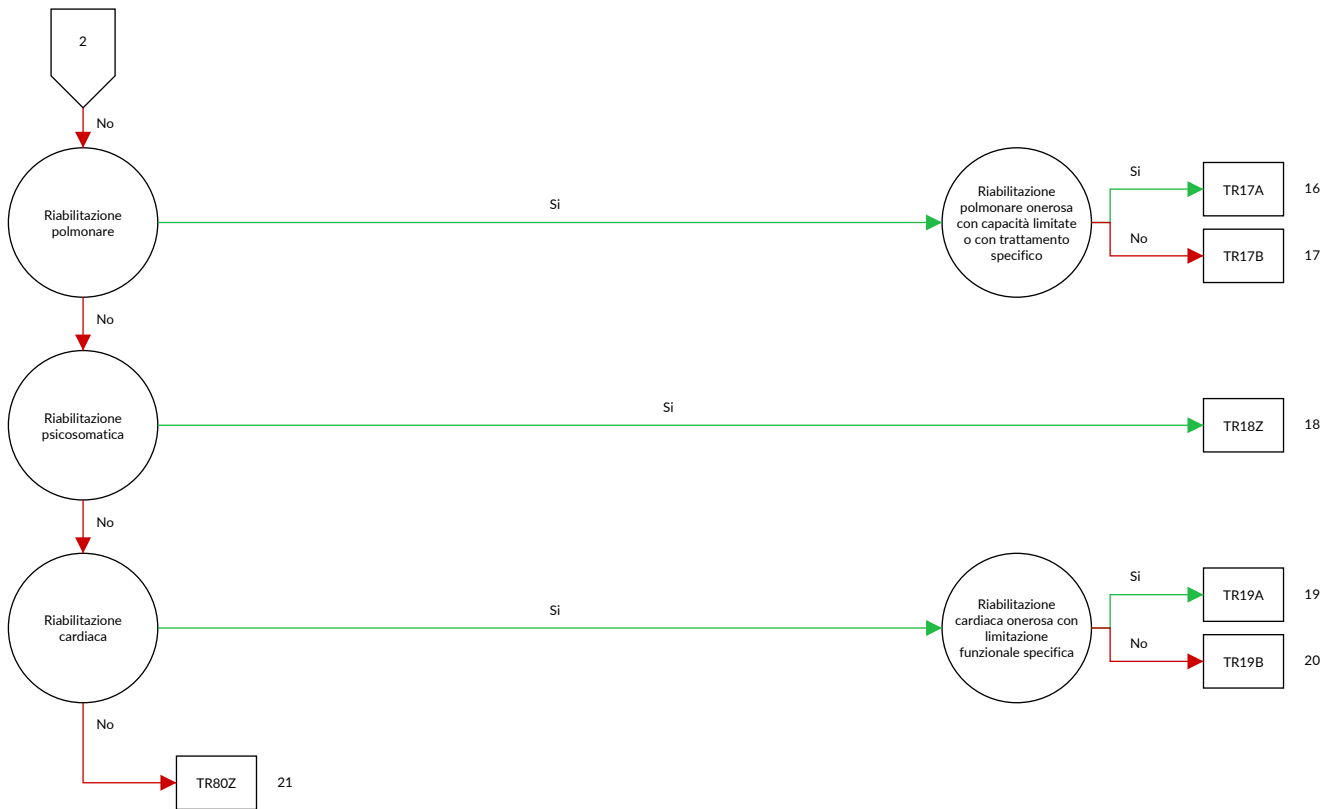 2
No
Riabilitazione
polmonare
Si
Riabilitazione
polmonare onerosa
con capacità limitate
o con trattamento
specifico
Si
TR17A
16
No
TR17B
17
No
Riabilitazione
psicosomatica
Si
TR18Z
18
No
Riabilitazione
cardiaca
Si
Riabilitazione
cardiaca onerosa con
limitazione
funzionale specifica
Si
TR19A
19
No
TR19B
20
No
TR80Z
21